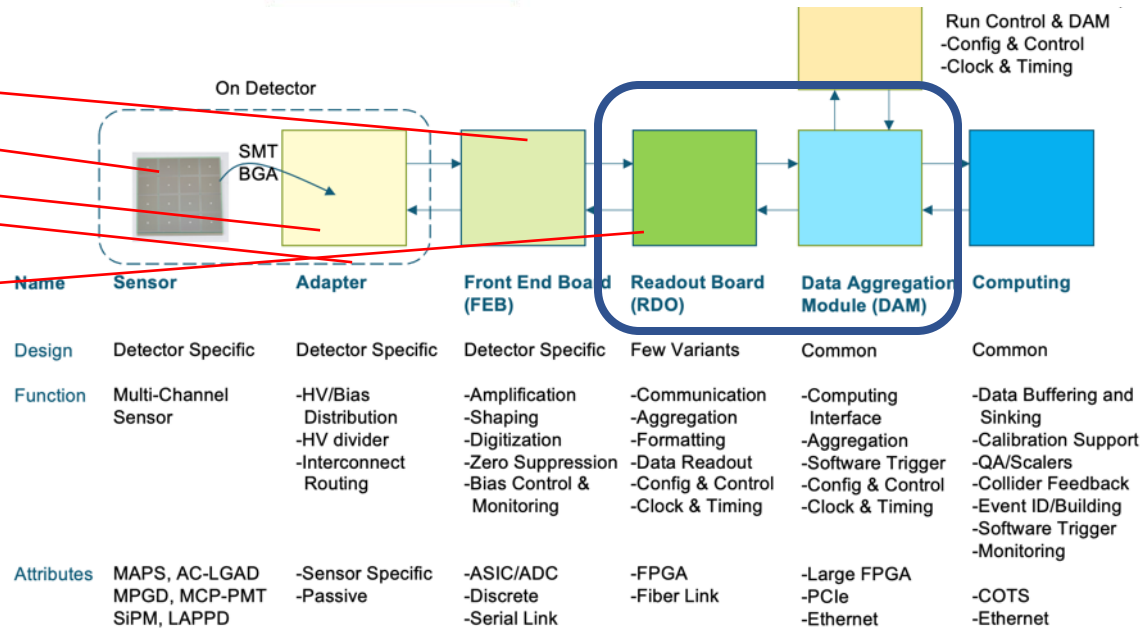 Run Control & DAM
-Config & Control
-Clock & Timing
On Detector
SMT
BGA
Name
Sensor
Adapter
Front End Board
(FEB)
Readout Board
(RDO)
Data Aggregation
Module (DAM)
Computing
Design
Detector Specific
Detector Specific
Detector Specific
Few Variants
Common
Common
Function
Multi-Channel
Sensor
-HV/Bias
Distribution
-HV divider
-Interconnect
Routing
-Amplification
-Shaping
-Digitization
-Zero Suppression
-Bias Control &
Monitoring
-Communication
-Aggregation
-Formatting
-Data Readout
-Config & Control
-Clock & Timing
-Computing
Interface
-Aggregation
-Software Trigger
-Config & Control
-Clock & Timing
-Data Buffering and
Sinking
-Calibration Support
-QA/Scalers
-Collider Feedback
-Event ID/Building
-Software Trigger
-Monitoring
Attributes
MAPS, AC-LGAD
MPGD, MCP-PMT
SiPM, LAPPD
-Sensor Specific
-Passive
-ASIC/ADC
-Discrete
-Serial Link
-FPGA
-Fiber Link
-Large FPGA
-PCIe
-Ethernet
-COTS
-Ethernet